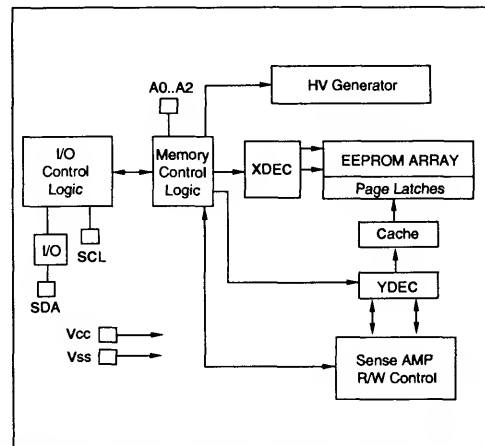 A0..A2
HV Generator
I/O
Control
Logic
Memory
Control
Logic
XDEC
EEPROM ARRAY
Page Latches
Cache
I/O
SCL
YDEC
SDA
Vcc
Vss
Sense AMP
R/W Control